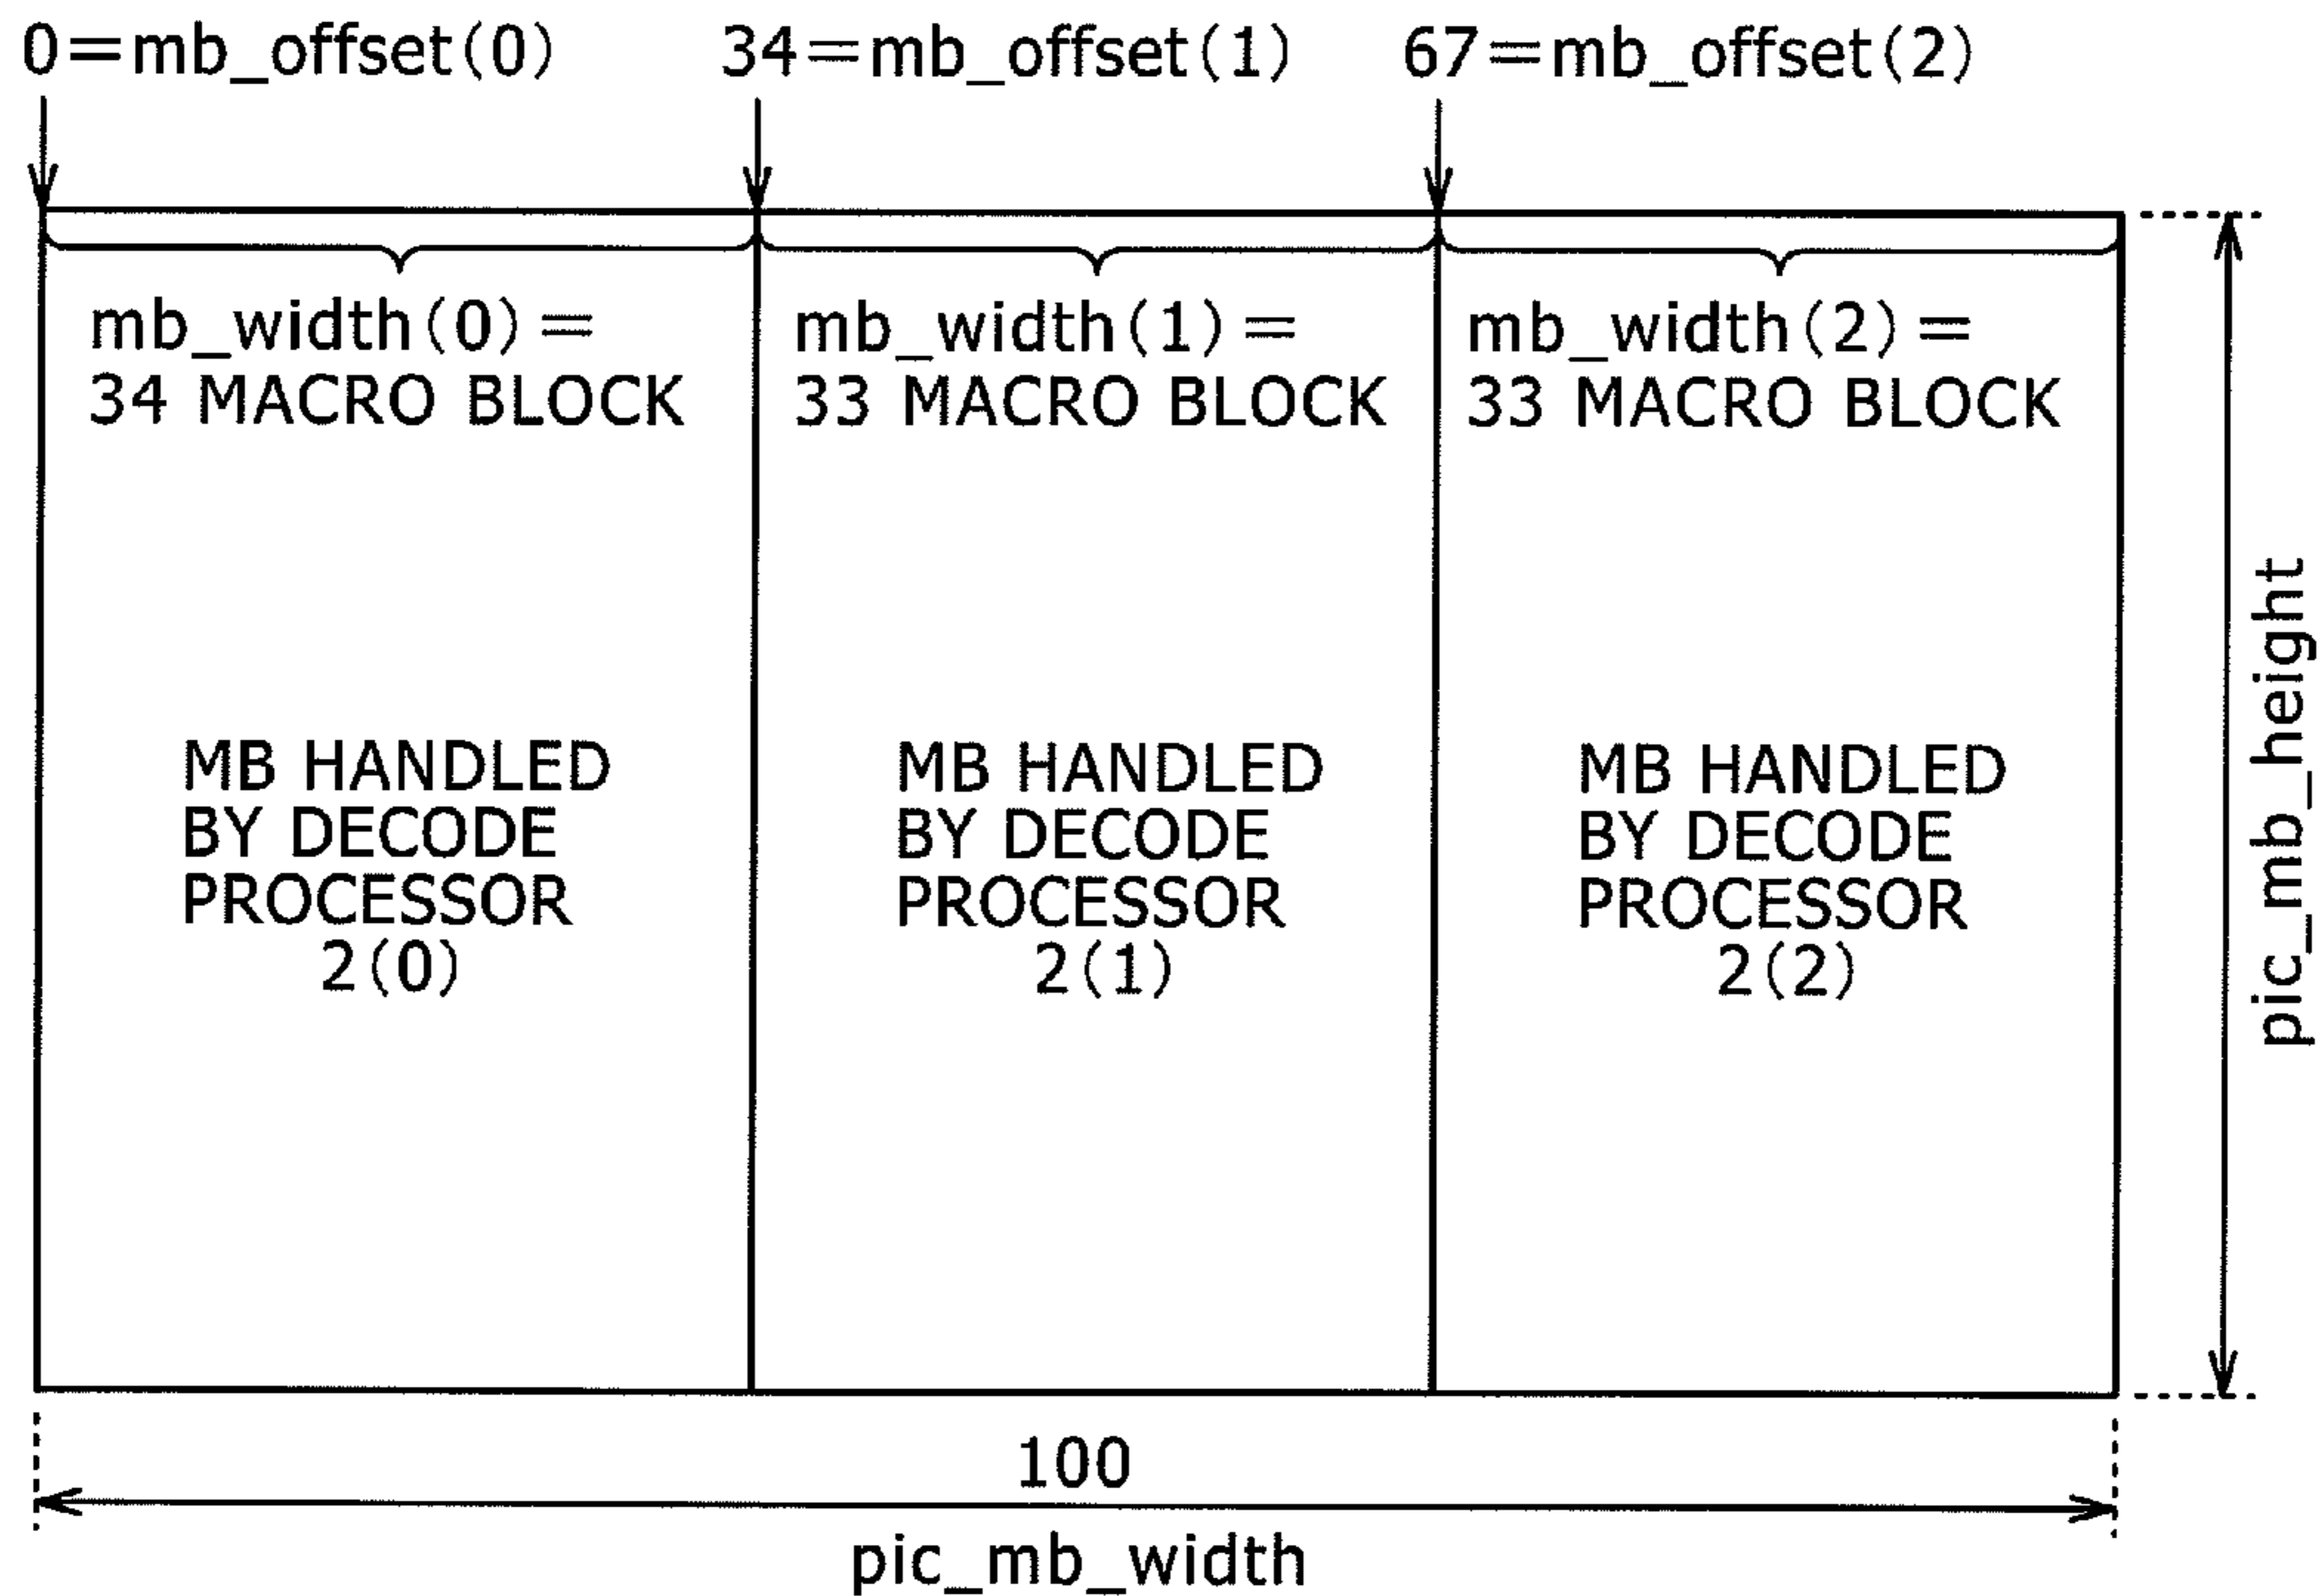 0=mb_offset(0)
34=mb_offset(1)
67=mb_offset(2)
mb_width(0)=
34 MACRO BLOCK
mb_width(1)=
33 MACRO BLOCK
mb_width(2)=
33 MACRO BLOCK
MB HANDLED
BY DECODE
PROCESSOR
2(0)
MB HANDLED
BY DECODE
PROCESSOR
2(1)
MB HANDLED
BY DECODE
PROCESSOR
2(2)
pic_mb_height
100
pic_mb_width